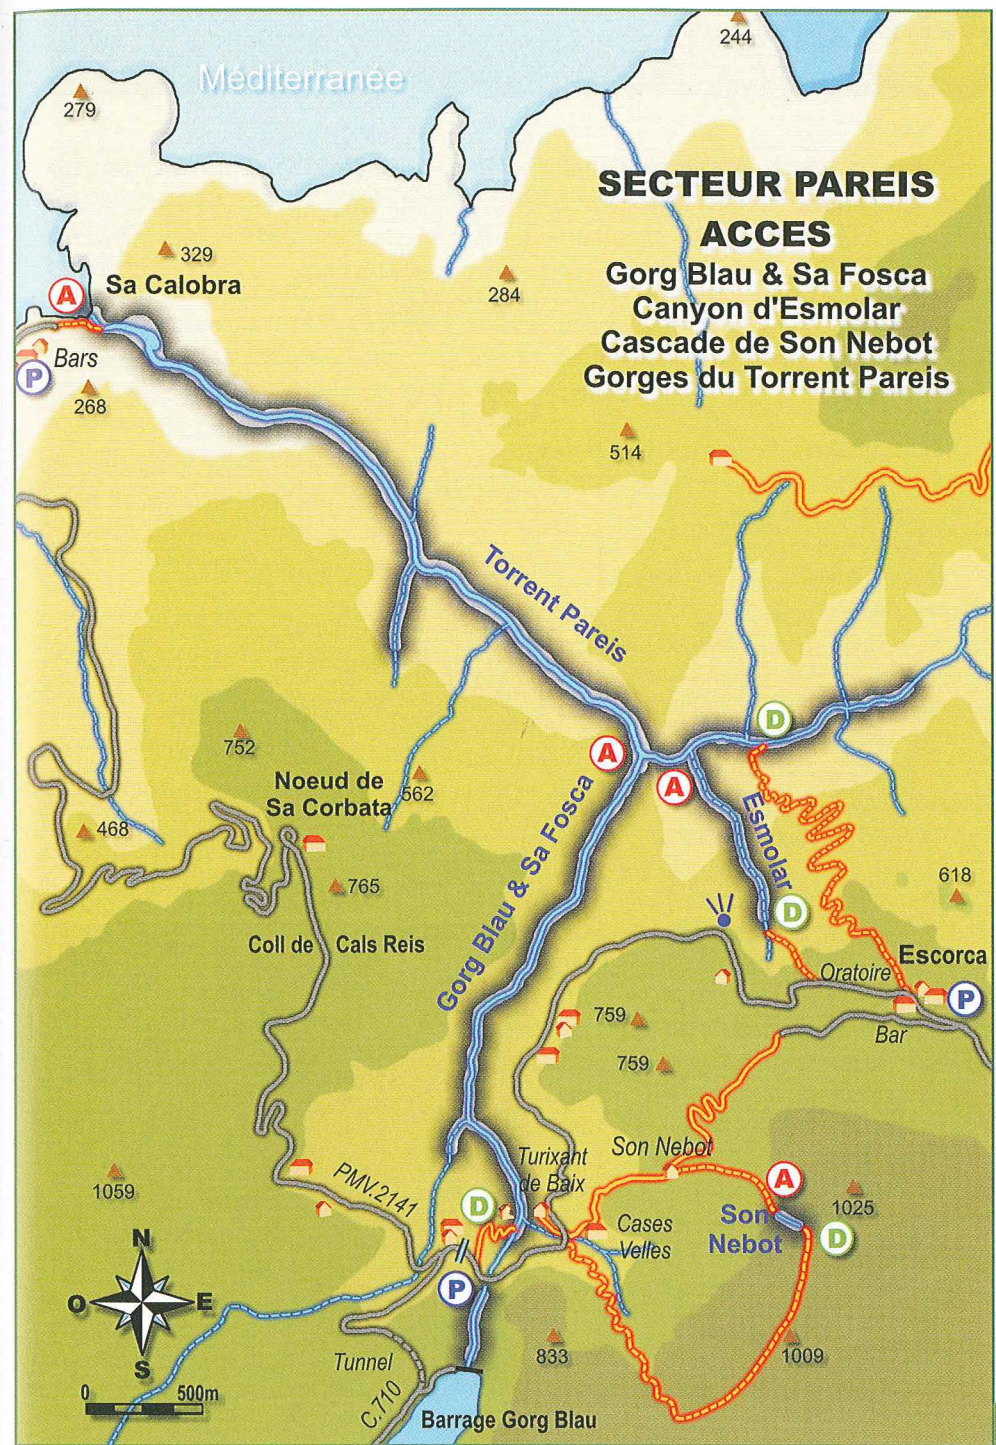 244
Méditerranée
279
SECTEUR PAREIS
ACCES
Gorg Blau & Sa Fosca
Canyon d'Esmolar
Cascade de Son Nebot
Gorges du Torrent Pareis
329
Sa Calobra
284
A
Bars
P
268
514
Torrent Pareis
D
752
A
A
Noeud de
Sa Corbata
562
468
Gorg Blau & Sa Fosca
Esmolar
765
618
D
Coll de Cals Reis
Escorca
Oratoire
P
759
Bar
759
Son Nebot
Turixant
de Baix
1059
PMV.2141
A
1025
D
Son
Nebot
D
Cases
Velles
N
O
E
S
P
833
1009
Tunnel
0
500m
C.710
Barrage Gorg Blau